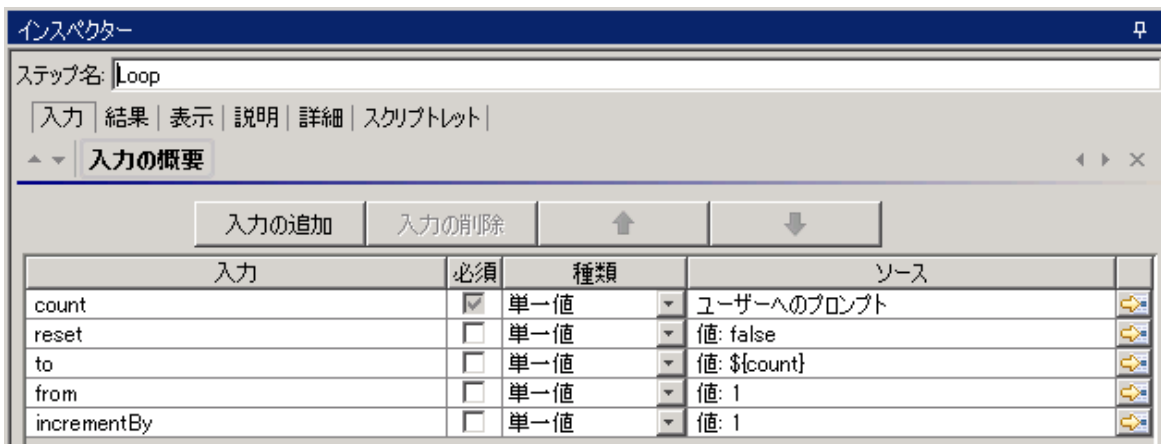 インスペクター
ステップ名: Loop
入力 結果 表示 説明 詳細 スクリプトレット
入力の概要
入力の追加 入力の削除
入力 必須 種類 ソース
count 単一値 ユーザーへのプロンプト
reset 単一値 値: false
to 単一値 値: ${count}
from 単一値 値: 1
incrementBy 単一値 値: 1